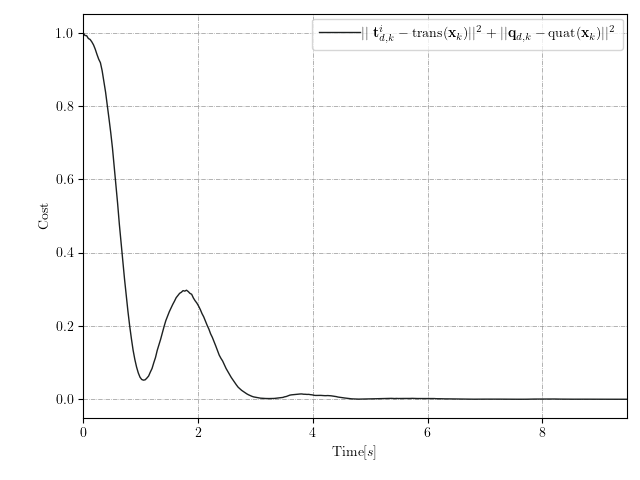 || t^i_{d,k} − trans(x_k)||² + ||q_{d,k} − quat(x_k)||²
1.0
0.8
0.6
0.4
0.2
0.0
Cost
0 2 4 6 8
Time[s]